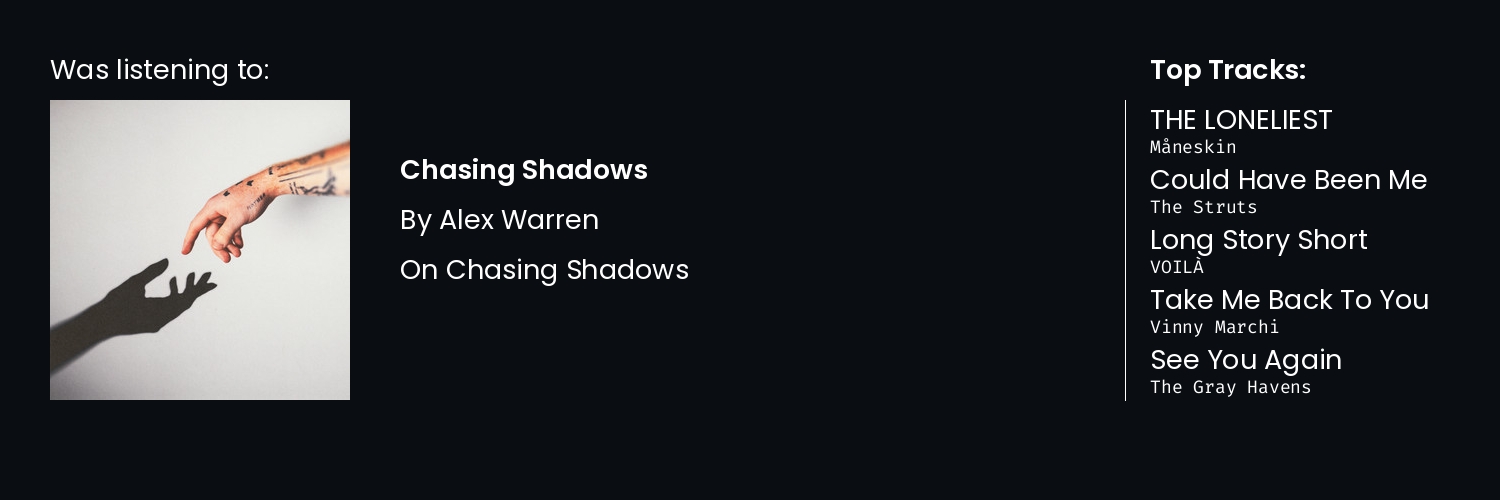 Was listening to:
Chasing Shadows
By Alex Warren
On Chasing Shadows
Top Tracks:
THE LONELIEST
Måneskin
Could Have Been Me
The Struts
Long Story Short
VOILÀ
Take Me Back To You
Vinny Marchi
See You Again
The Gray Havens